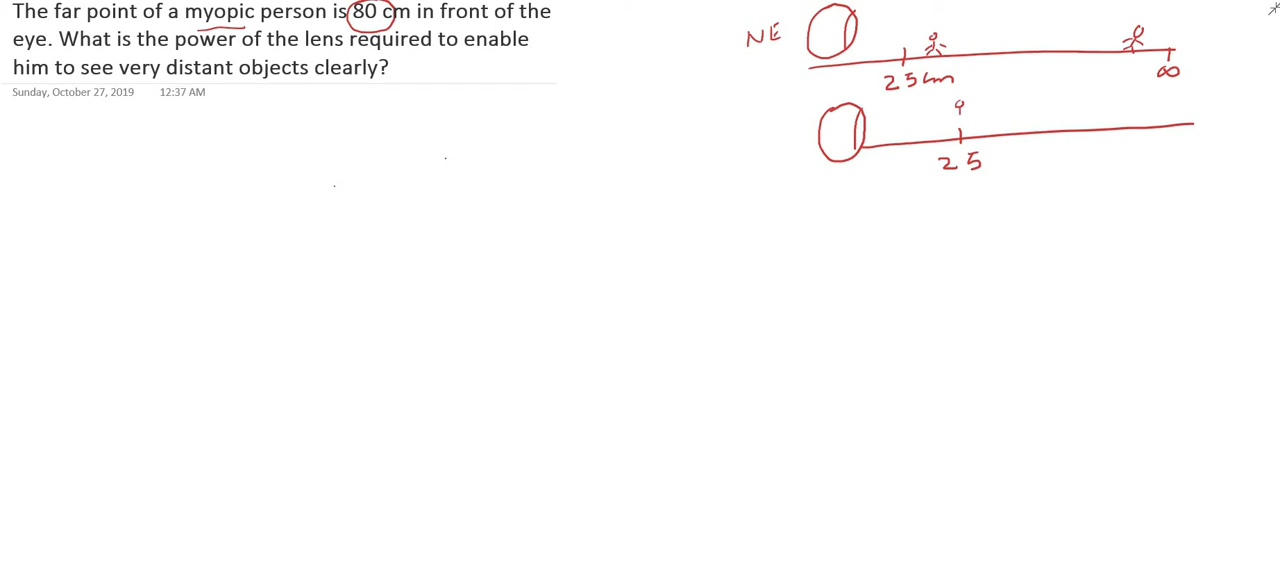 The far point of a myopic person is 80 cm in front of the
eye. What is the power of the lens required to enable
him to see very distant objects clearly?
Sunday, October 27, 2019 12:37 AM
NE
25cm
∞
25